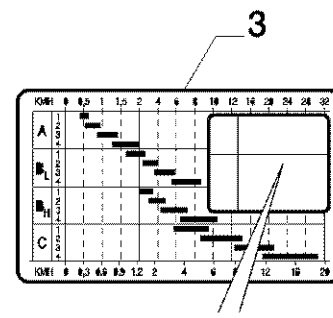 3
KMH 0 0,5 1 1,5 2 4 6 8 10 12 16 20 24 28 32
A 1 2 3 4
B L 1 2 3 4
B H 1 2 3 4
C 1 2 3 4
KMH 0 0,3 0,6 0,9 1,2 2 4 6 8 10 12 20